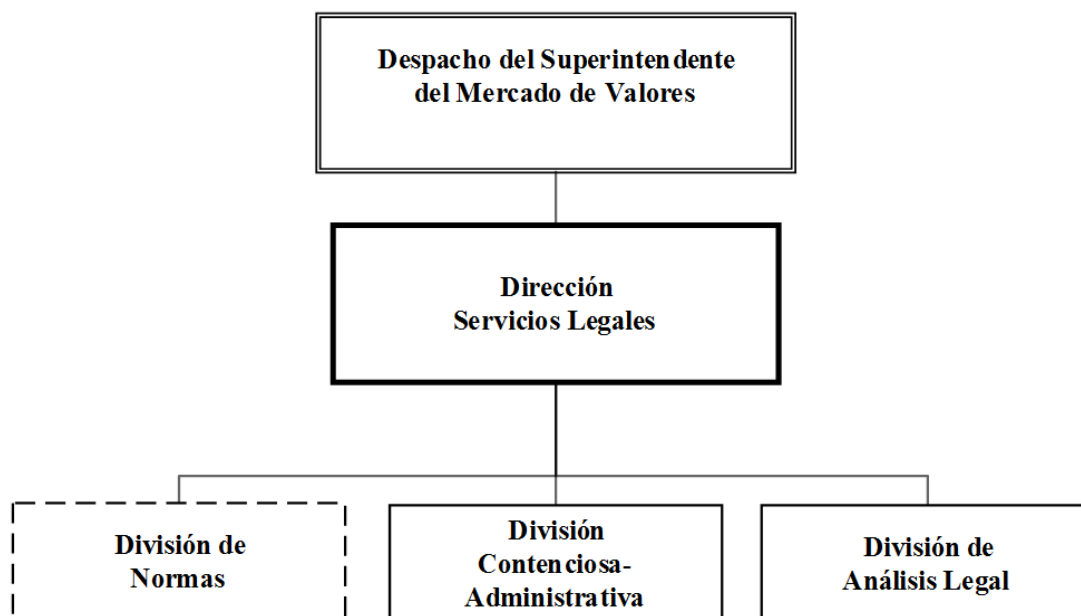 Despacho del Superintendente
del Mercado de Valores
Dirección
Servicios Legales
División de
Normas
División
Contenciosa-
Administrativa
División de
Análisis Legal